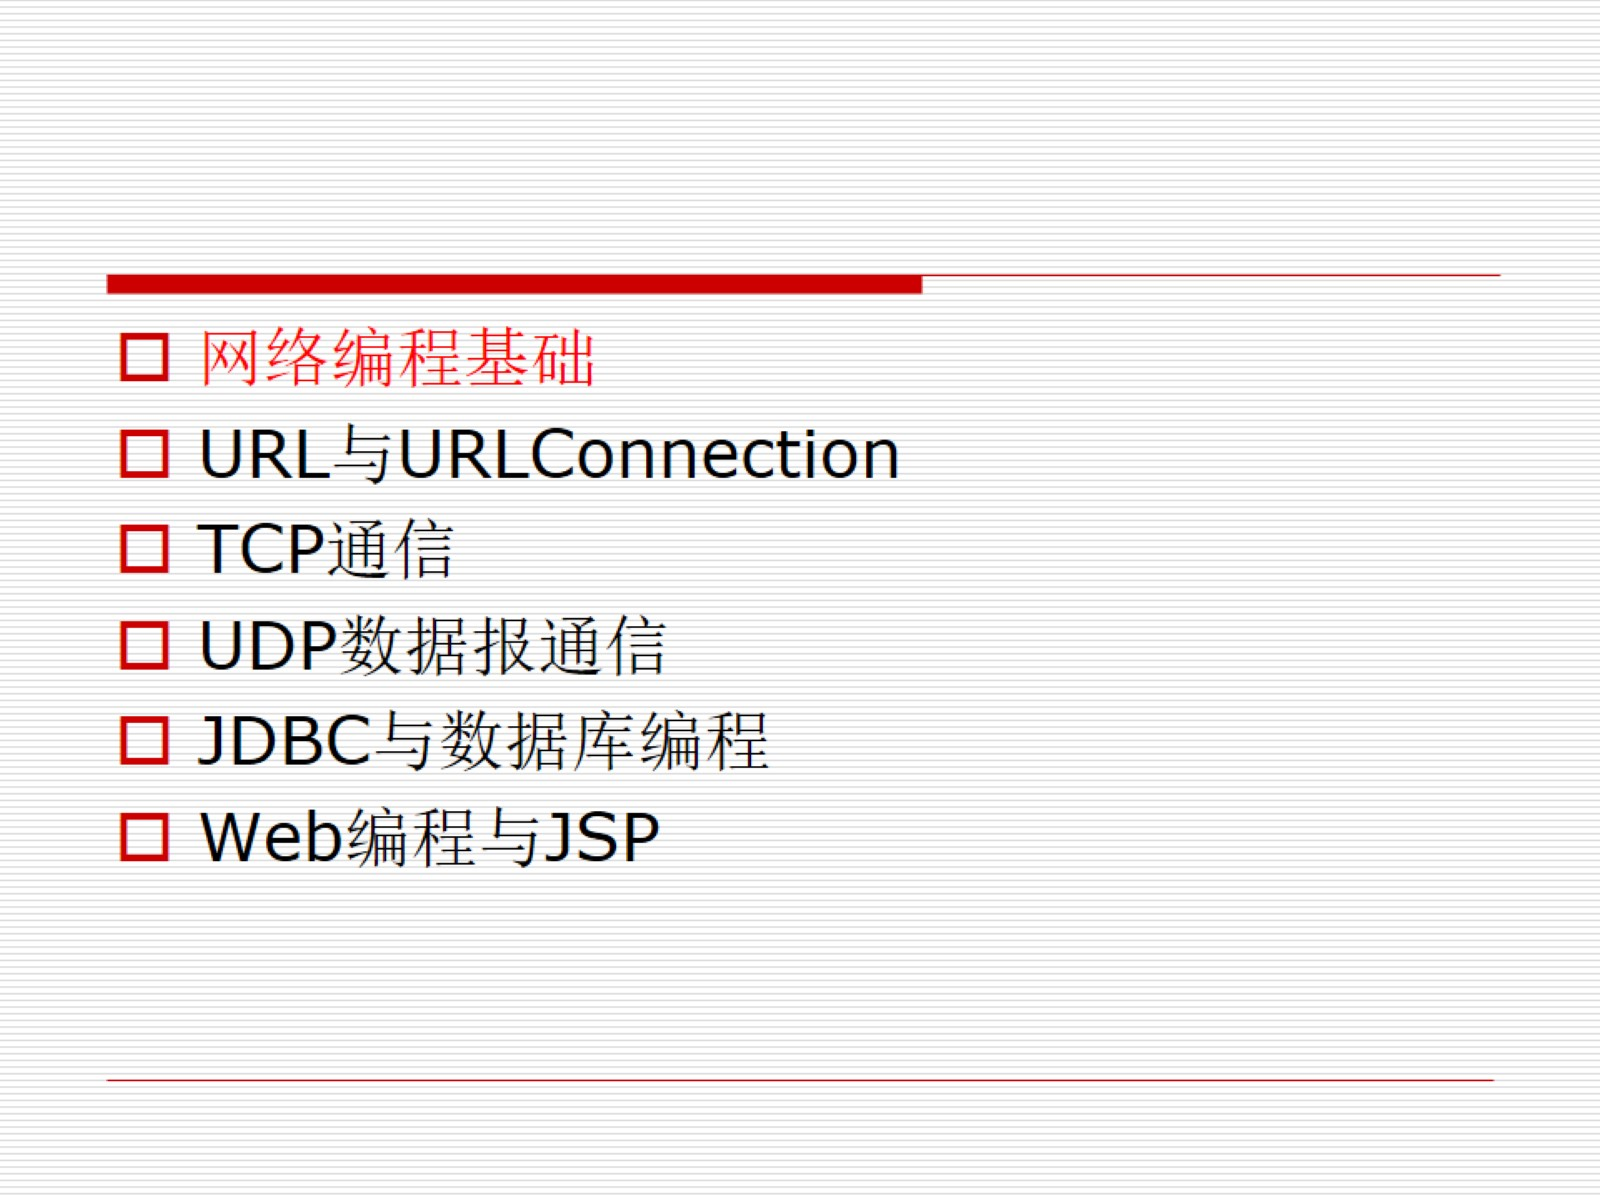 网络编程基础
URL与URLConnection
TCP通信
UDP数据报通信
JDBC与数据库编程
Web编程与JSP